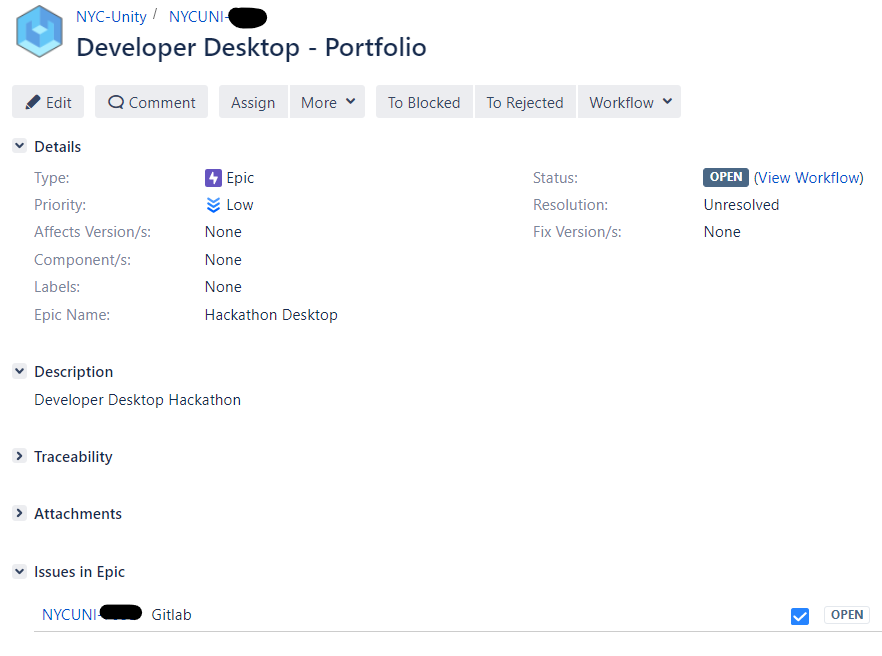 NYC-Unity / NYCUNI-
Developer Desktop - Portfolio
Edit Comment Assign More To Blocked To Rejected Workflow
Details
Type: Epic Status: OPEN (View Workflow)
Priority: Low Resolution: Unresolved
Affects Version/s: None Fix Version/s: None
Component/s: None
Labels: None
Epic Name: Hackathon Desktop
Description
Developer Desktop Hackathon
Traceability
Attachments
Issues in Epic
NYCUNI- Gitlab OPEN